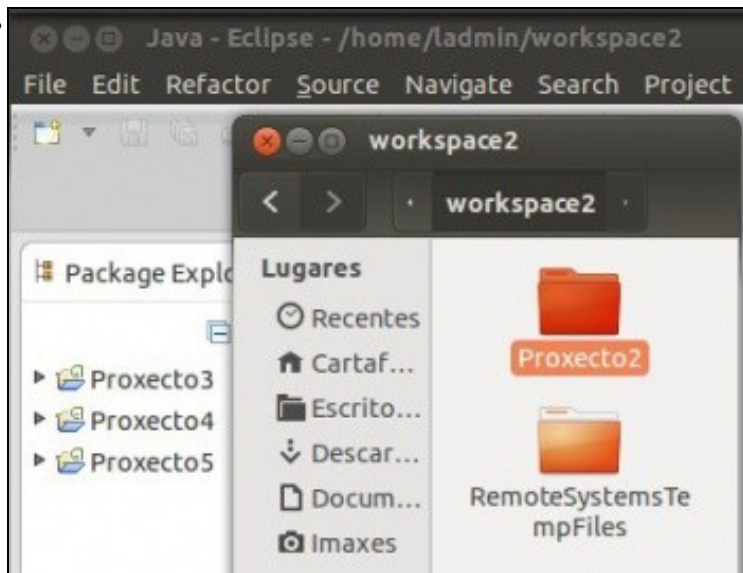 Java - Eclipse - /home/ladmin/workspace2
File Edit Refactor Source Navigate Search Project
workspace2
workspace2
Package Explo
Proxecto3
Proxecto4
Proxecto5
Lugares
Recentes
Cartaf...
Escrito...
Descar...
Docum...
Imaxes
Proxecto2
RemoteSystemsTe
mpFiles